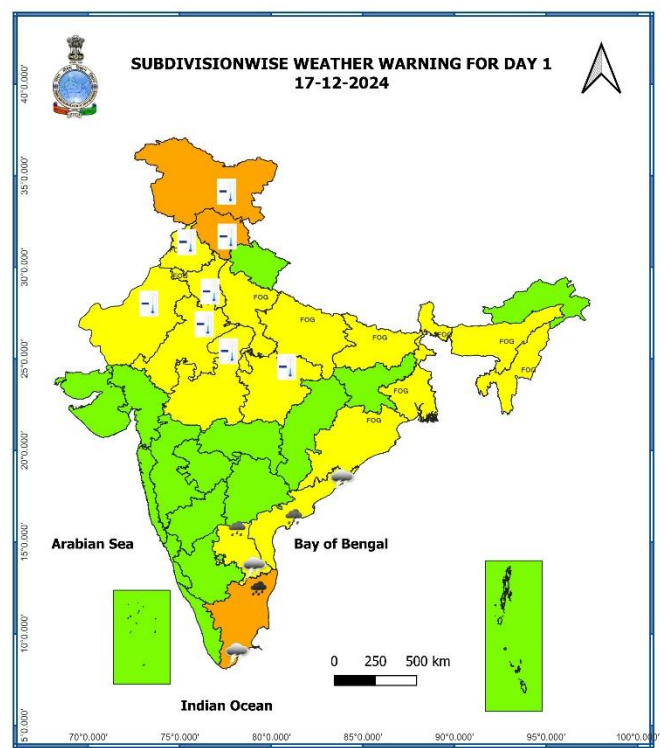 SUBDIVISIONWISE WEATHER WARNING FOR DAY 1
17-12-2024
40°0.000'
35°0.000'
30°0.000'
25°0.000'
20°0.000'
15°0.000'
10°0.000'
5°0.000'
FOG
FOG
FOG
FOG
FOG
FOG
FOG
FOG
FOG
Arabian Sea
Bay of Bengal
0 250 500 km
Indian Ocean
70°0.000' 75°0.000' 80°0.000' 85°0.000' 90°0.000' 95°0.000' 100°0.000'